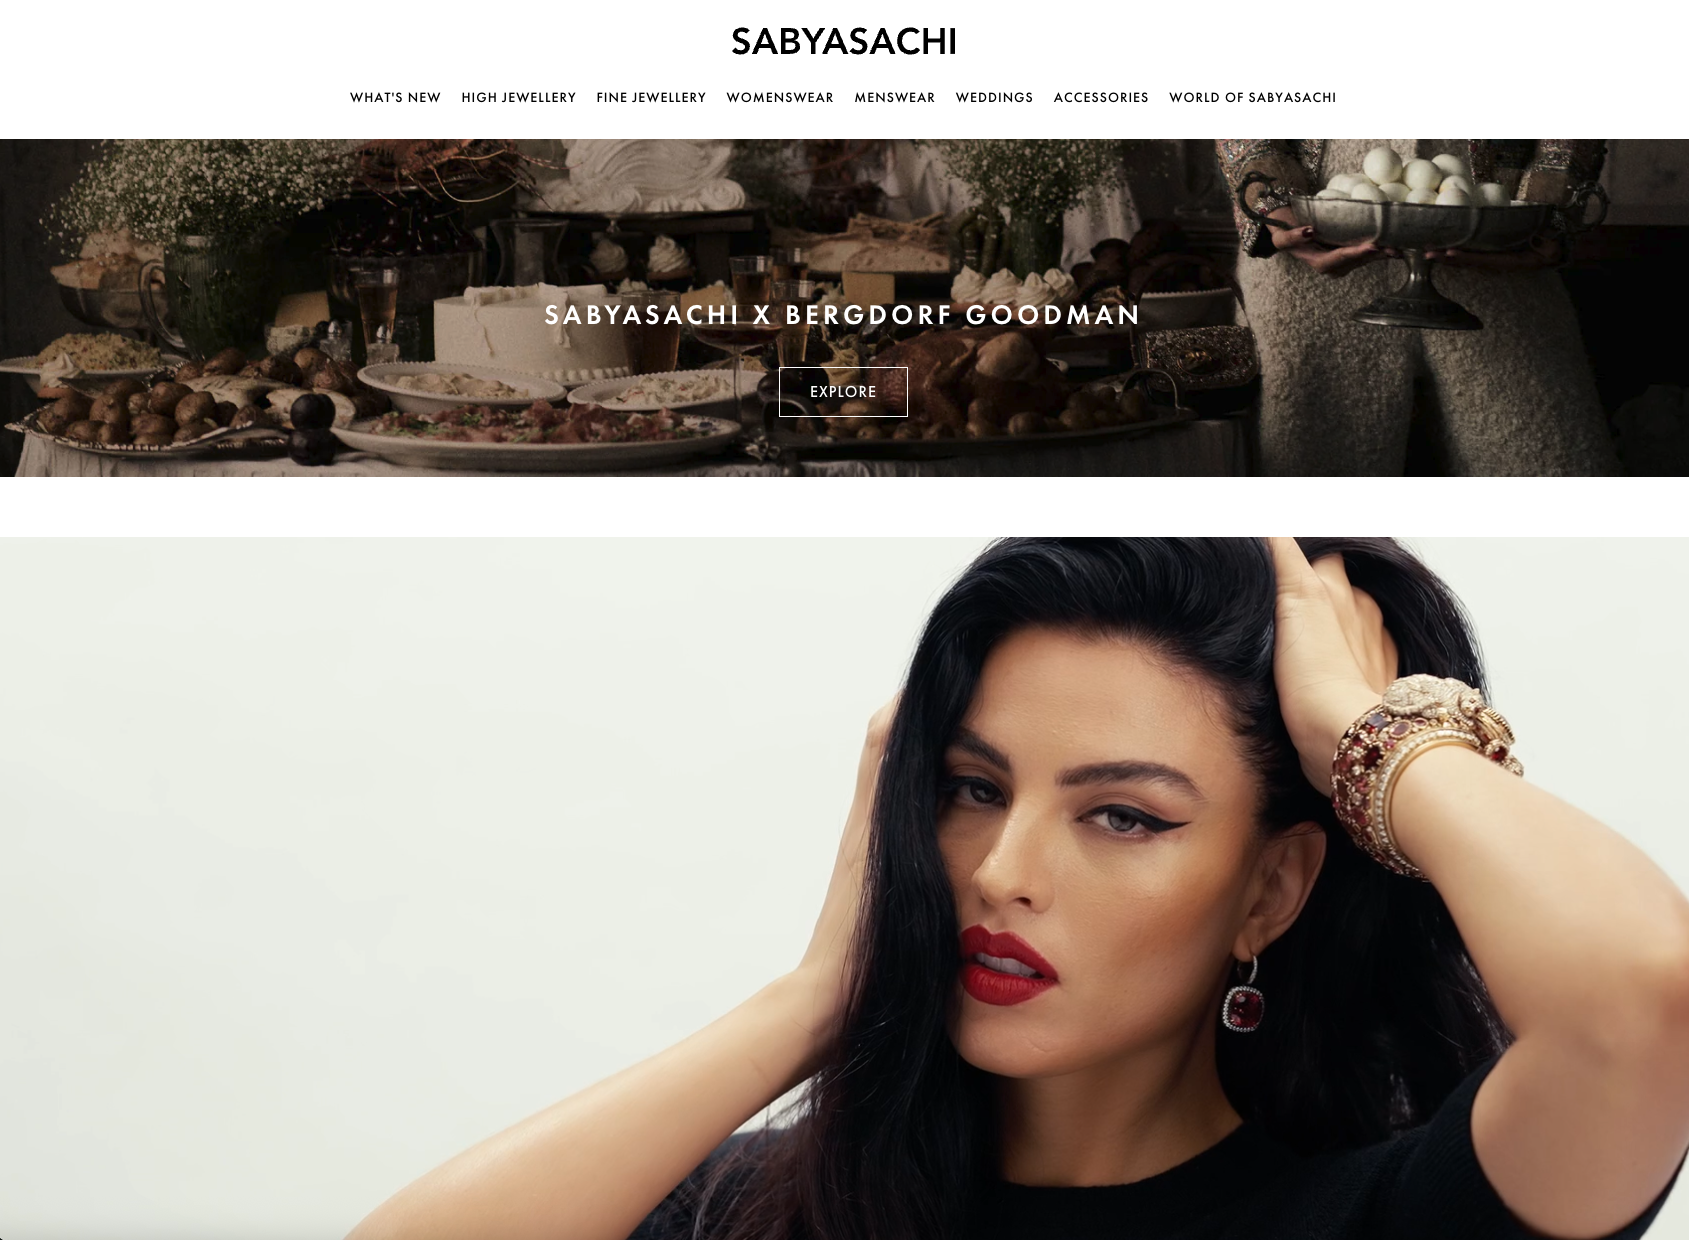 SABYASACHI
WHAT'S NEW HIGH JEWELLERY FINE JEWELLERY WOMENSWEAR MENSWEAR WEDDINGS ACCESSORIES WORLD OF SABYASACHI
SABYASACHI X BERGDORF GOODMAN
EXPLORE